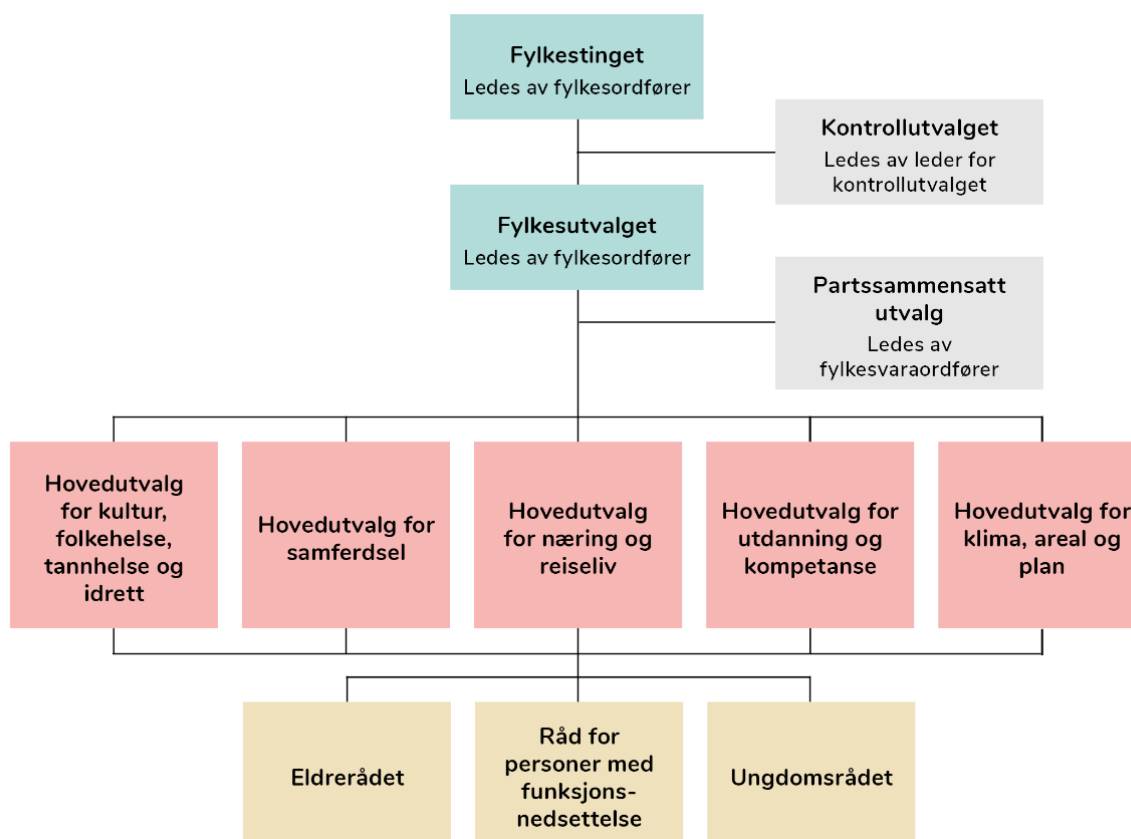 Fylkestinget
Ledes av fylkesordfører
Kontrollutvalget
Ledes av leder for
kontrollutvalget
Fylkesutvalget
Ledes av fylkesordfører
Partssammensatt
utvalg
Ledes av
fylkesvaraordfører
Hovedutvalg
for kultur,
folkehelse,
tannhelse og
idrett
Hovedutvalg for
samferdsel
Hovedutvalg
for næring og
reiseliv
Hovedutvalg for
utdanning og
kompetanse
Hovedutvalg for
klima, areal og
plan
Eldrerådet
Råd for
personer med
funksjons-
nedsettelse
Ungdomsrådet